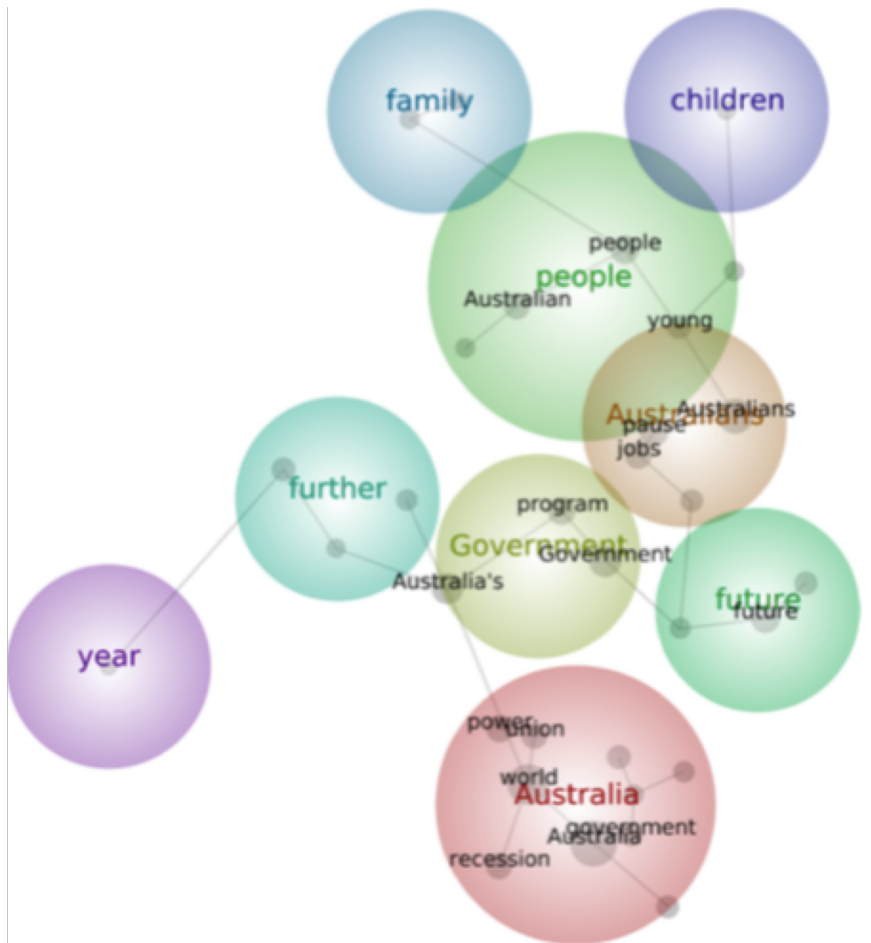 family
children
people
people
Australian
young
Australians
Australians
pause
jobs
further
program
Government
Government
Australia's
future
future
year
power
union
world
Australia
government
Australia
recession